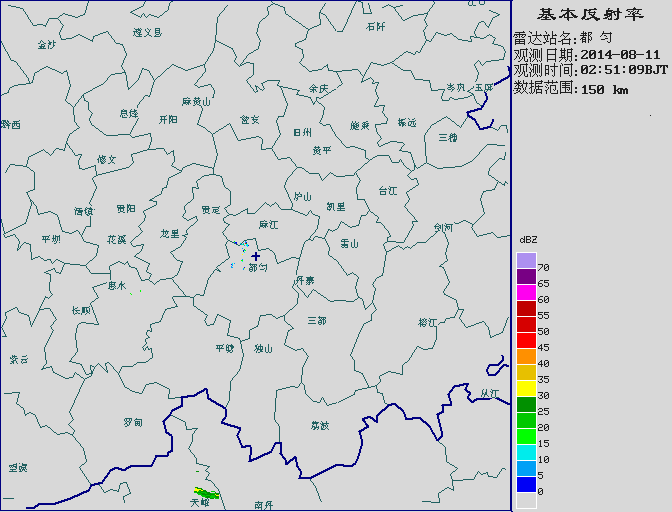 基本反射率
雷达站名:都匀
观测日期:2014-08-11
观测时间:02:51:09BJT
数据范围:150 km
金沙
遵义县
石阡
余庆
岑巩
玉屏
黔西
息烽
开阳
瓮安
旧州
黄平
施秉
镇远
三穗
修文
清镇
贵阳
贵定
炉山
凯里
台江
平坝
花溪
龙里
麻江
雷山
剑河
都匀
丹寨
惠水
长顺
三都
榕江
紫云
平塘
独山
从江
罗甸
荔波
望谟
天峨
南丹
dBZ
70
65
60
55
50
45
40
35
30
25
20
15
10
5
0